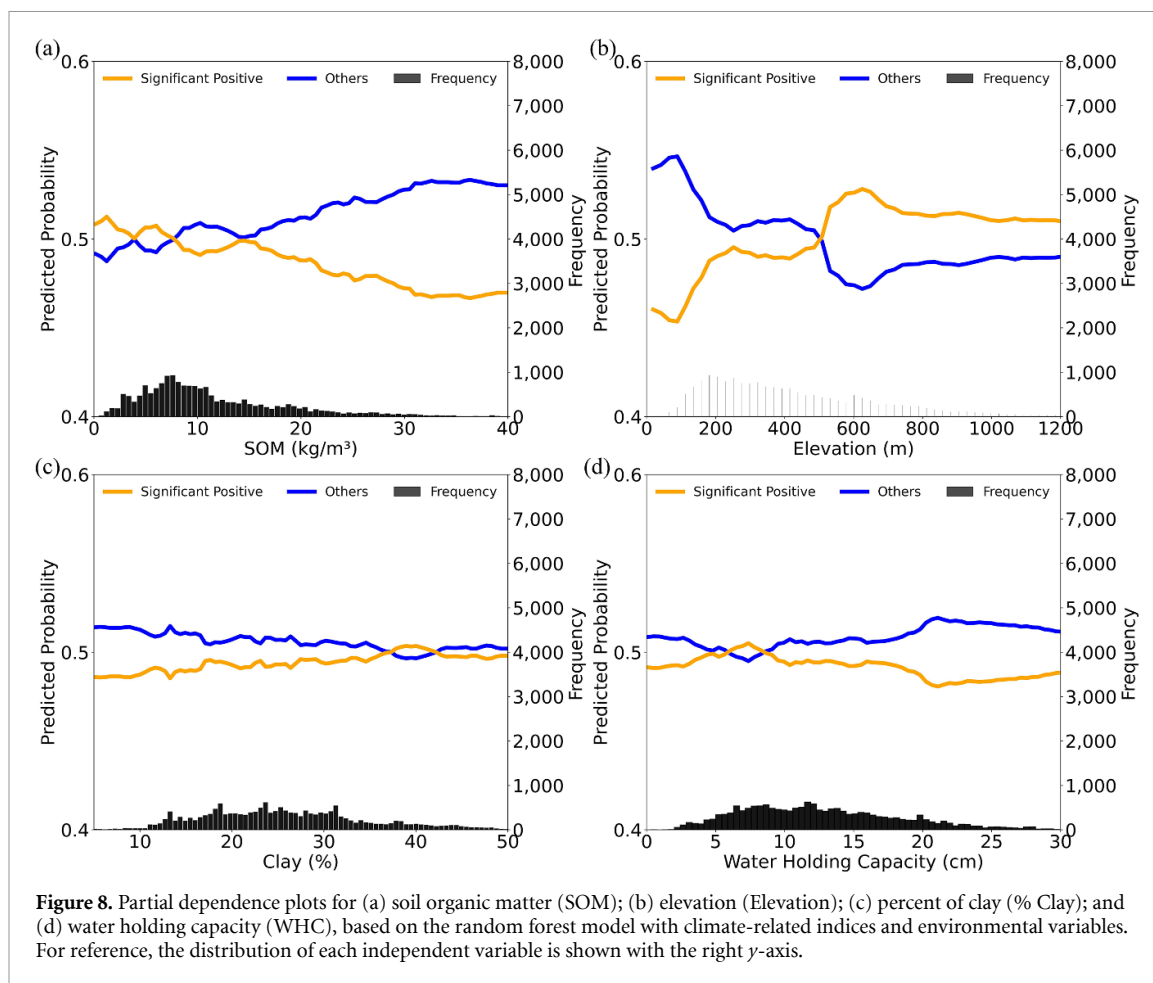 (a)
0.6
8,000
Significant Positive
Others
Frequency
7,000
6,000
5,000
0.5
4,000
3,000
2,000
1,000
0.4
0
Predicted Probability
Frequency
0 10 20 30 40
SOM (kg/m³)
(b)
0.6
8,000
Significant Positive
Others
Frequency
7,000
6,000
5,000
0.5
4,000
3,000
2,000
1,000
0.4
0
Predicted Probability
Frequency
0 200 400 600 800 1000 1200
Elevation (m)
(c)
0.6
8,000
Significant Positive
Others
Frequency
7,000
6,000
5,000
0.5
4,000
3,000
2,000
1,000
0.4
0
Predicted Probability
Frequency
10 20 30 40 50
Clay (%)
(d)
0.6
8,000
Significant Positive
Others
Frequency
7,000
6,000
5,000
0.5
4,000
3,000
2,000
1,000
0.4
0
Predicted Probability
Frequency
0 5 10 15 20 25 30
Water Holding Capacity (cm)
Figure 8. Partial dependence plots for (a) soil organic matter (SOM); (b) elevation (Elevation); (c) percent of clay (% Clay); and
(d) water holding capacity (WHC), based on the random forest model with climate-related indices and environmental variables.
For reference, the distribution of each independent variable is shown with the right y-axis.